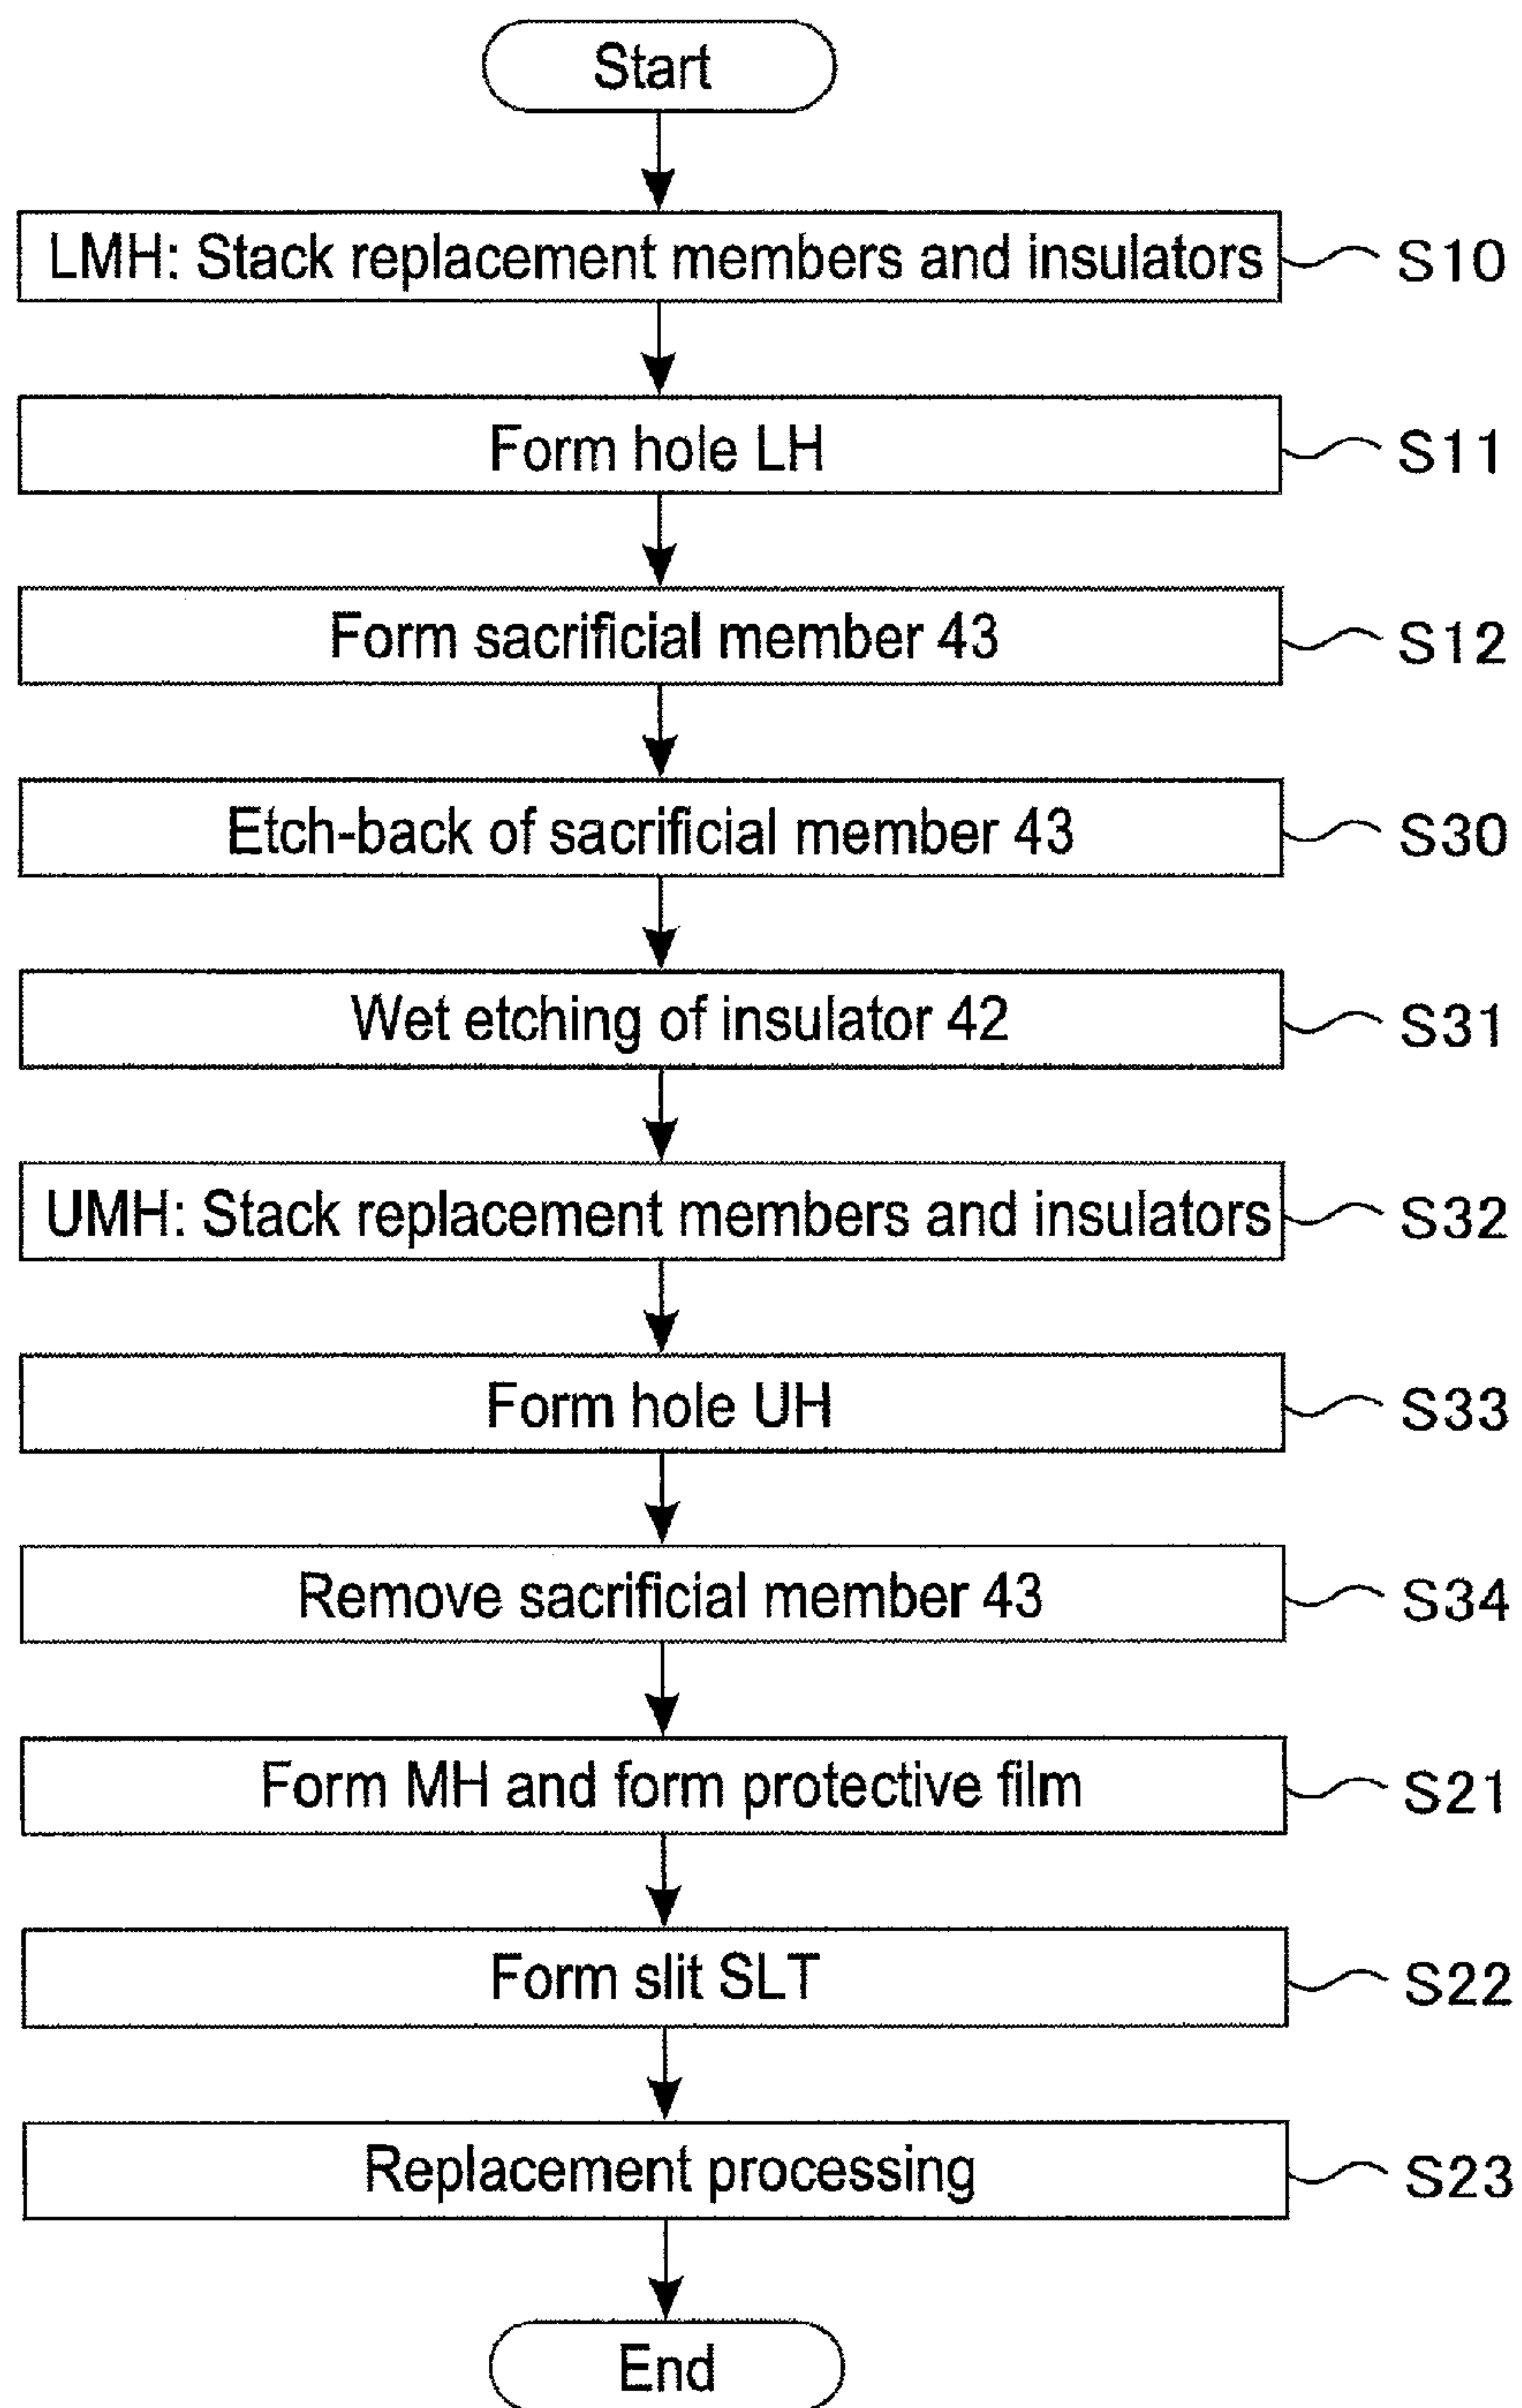 Start
LMH: Stack replacement members and insulators S10
Form hole LH S11
Form sacrificial member 43 S12
Etch-back of sacrificial member 43 S30
Wet etching of insulator 42 S31
UMH: Stack replacement members and insulators S32
Form hole UH S33
Remove sacrificial member 43 S34
Form MH and form protective film S21
Form slit SLT S22
Replacement processing S23
End